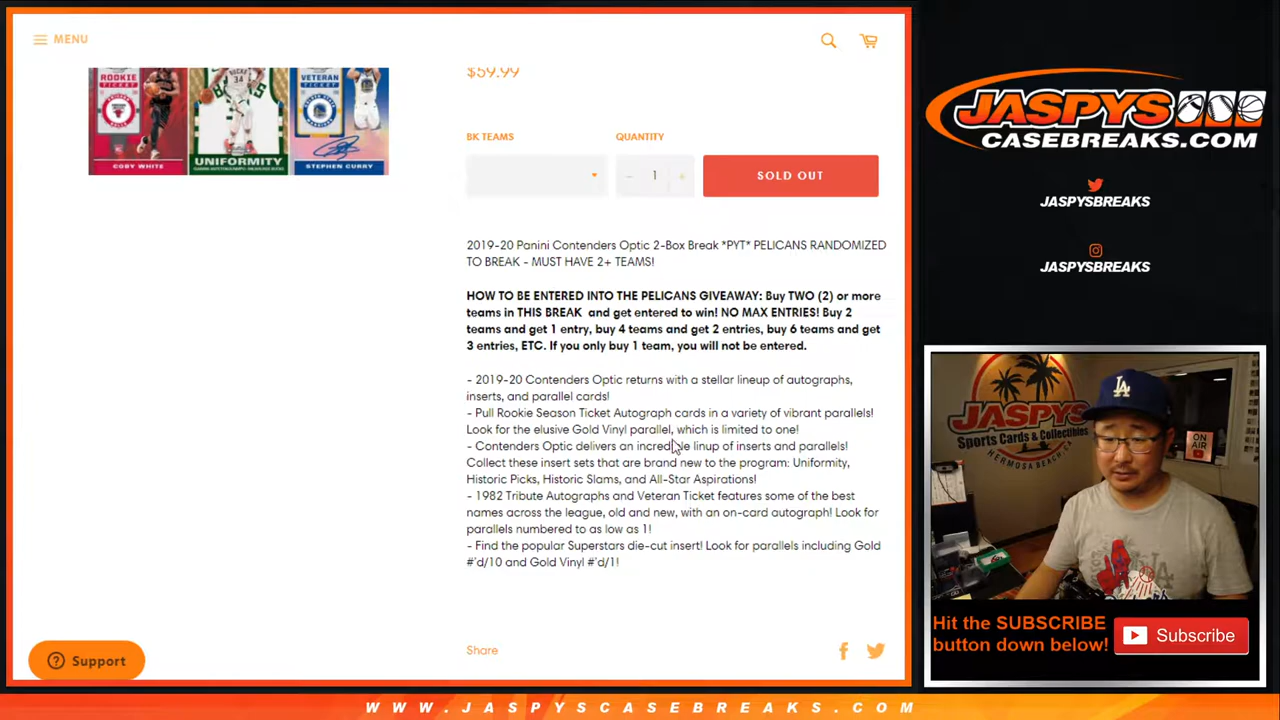 MENU
$59.99
ROOKIE
TICKET
VETERAN
TICKET
COBY WHITE
UNIFORMITY
STEPHEN CURRY
BK TEAMS
QUANTITY
− 1 +
SOLD OUT
2019-20 Panini Contenders Optic 2-Box Break *PYT* PELICANS RANDOMIZED
TO BREAK - MUST HAVE 2+ TEAMS!
HOW TO BE ENTERED INTO THE PELICANS GIVEAWAY: Buy TWO (2) or more
teams in THIS BREAK and get entered to win! NO MAX ENTRIES! Buy 2
teams and get 1 entry, buy 4 teams and get 2 entries, buy 6 teams and get
3 entries, ETC. If you only buy 1 team, you will not be entered.
- 2019-20 Contenders Optic returns with a stellar lineup of autographs,
inserts, and parallel cards!
- Pull Rookie Season Ticket Autograph cards in a variety of vibrant parallels!
Look for the elusive Gold Vinyl parallel, which is limited to one!
- Contenders Optic delivers an incredible linup of inserts and parallels!
Collect these insert sets that are brand new to the program: Uniformity,
Historic Picks, Historic Slams, and All-Star Aspirations!
- 1982 Tribute Autographs and Veteran Ticket features some of the best
names across the league, old and new, with an on-card autograph! Look for
parallels numbered to as low as 1!
- Find the popular Superstars die-cut insert! Look for parallels including Gold
#'d/10 and Gold Vinyl #'d/1!
Share
Support
JASPYS
CASEBREAKS.COM
JASPYSBREAKS
JASPYSBREAKS
JASPYS
Sports Cards & Collectibles
HERMOSA BEACH, CA
ON
AIR
LA
Hit the SUBSCRIBE
button down below!
Subscribe
WWW.JASPYSCASEBREAKS.COM